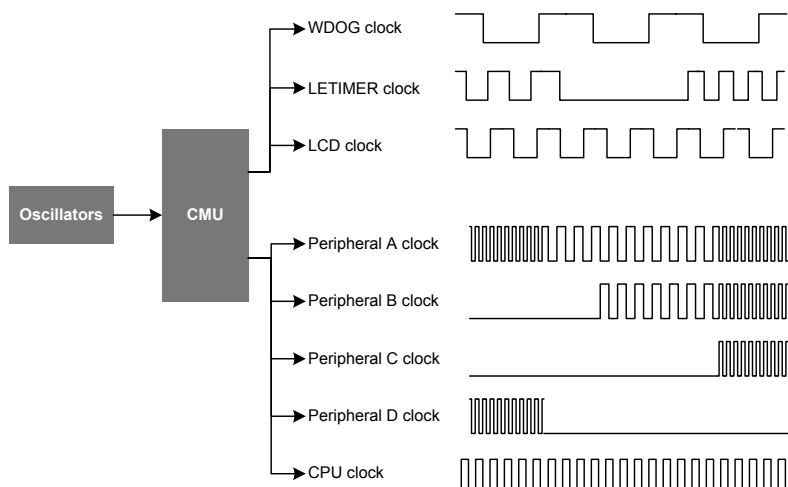 WDOG clock
LETIMER clock
LCD clock
Oscillators
CMU
Peripheral A clock
Peripheral B clock
Peripheral C clock
Peripheral D clock
CPU clock